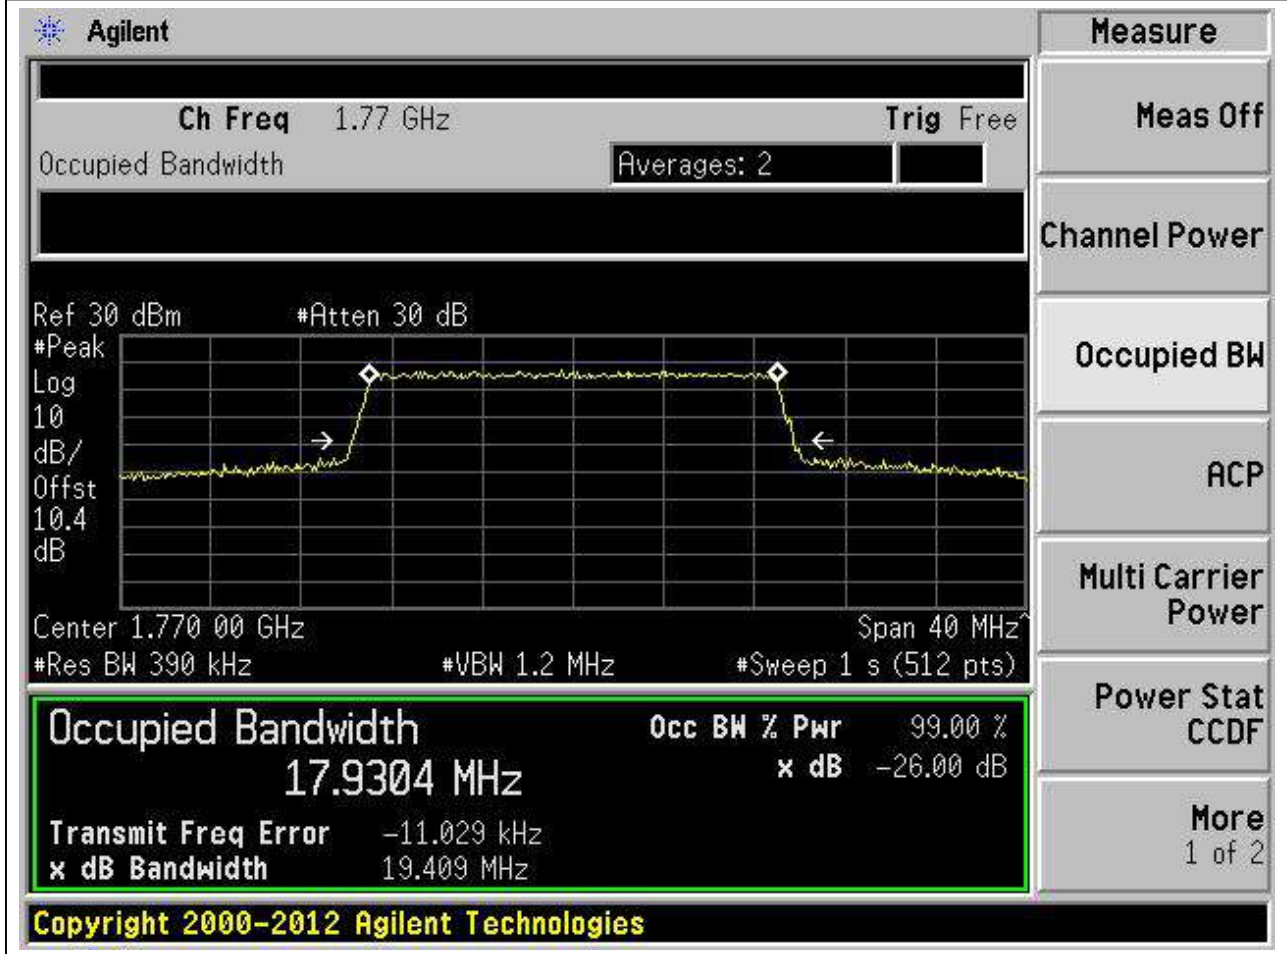 Agilent
Measure
Ch Freq 1.77 GHz Trig Free
Meas Off
Occupied Bandwidth Averages: 2
Channel Power
Ref 30 dBm #Atten 30 dB
#Peak
Log
10
dB/
Offst
10.4
dB
Occupied BW
ACP
Center 1.770 00 GHz Span 40 MHz^
#Res BW 390 kHz #VBW 1.2 MHz #Sweep 1 s (512 pts)
Multi Carrier
Power
Occupied Bandwidth Occ BW % Pwr 99.00 %
17.9304 MHz x dB -26.00 dB
Transmit Freq Error -11.029 kHz
x dB Bandwidth 19.409 MHz
Power Stat
CCDF
More
1 of 2
Copyright 2000-2012 Agilent Technologies